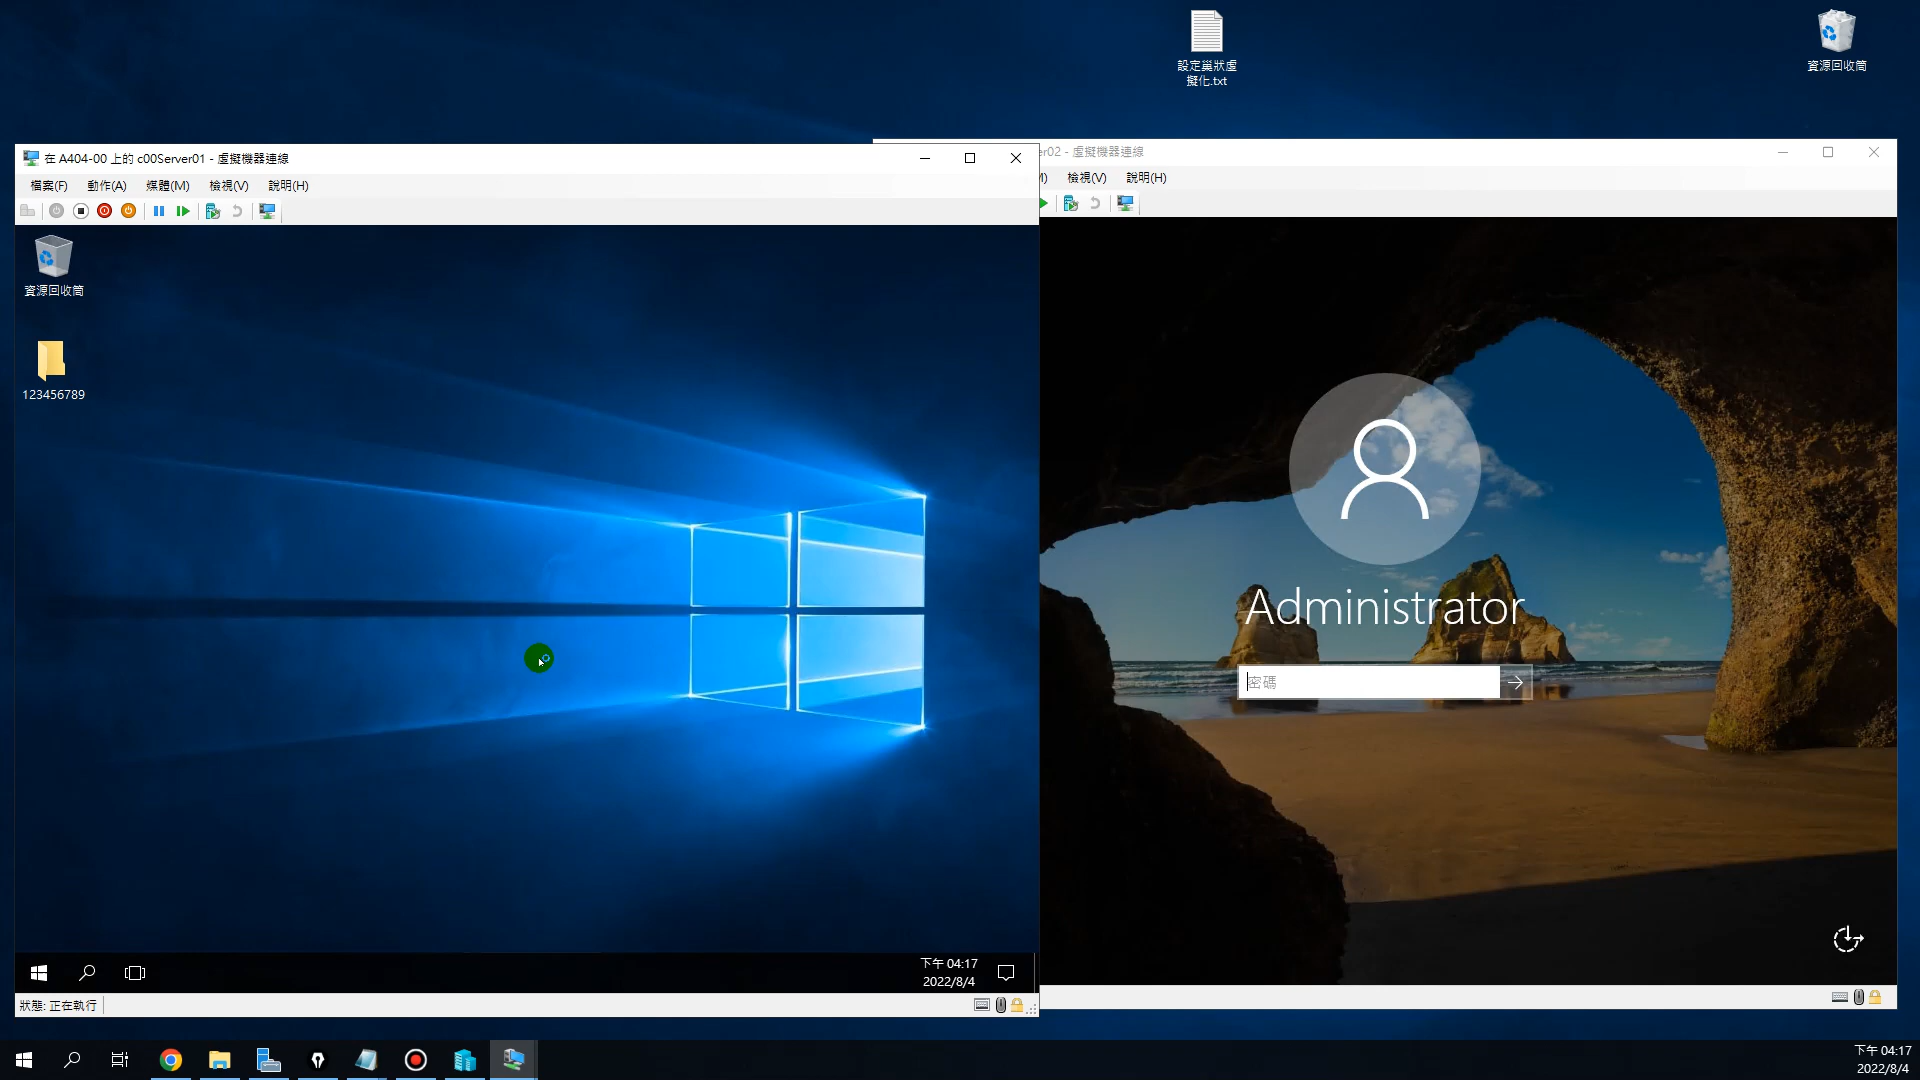 設定巢狀虛
擬化.txt
資源回收筒
在 A404-00 上的 c00Server01 - 虛擬機器連線
檔案(F) 動作(A) 媒體(M) 檢視(V) 說明(H)
資源回收筒
123456789
下午 04:17
2022/8/4
狀態: 正在執行
er02 - 虛擬機器連線
M) 檢視(V) 說明(H)
Administrator
密碼
下午 04:17
2022/8/4